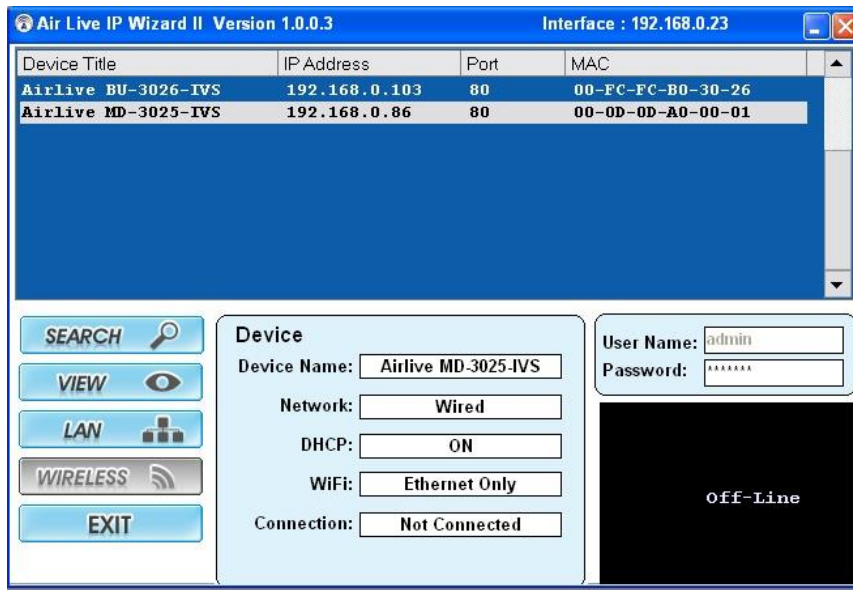 Air Live IP Wizard II Version 1.0.0.3 Interface : 192.168.0.23
Device Title IP Address Port MAC
Airlive BU-3026-IVS 192.168.0.103 80 00-FC-FC-B0-30-26
Airlive MD-3025-IVS 192.168.0.86 80 00-0D-0D-A0-00-01
SEARCH
VIEW
LAN
WIRELESS
EXIT
Device
Device Name: Airlive MD-3025-IVS
Network: Wired
DHCP: ON
WiFi: Ethernet Only
Connection: Not Connected
User Name: admin
Password: *******
Off-Line